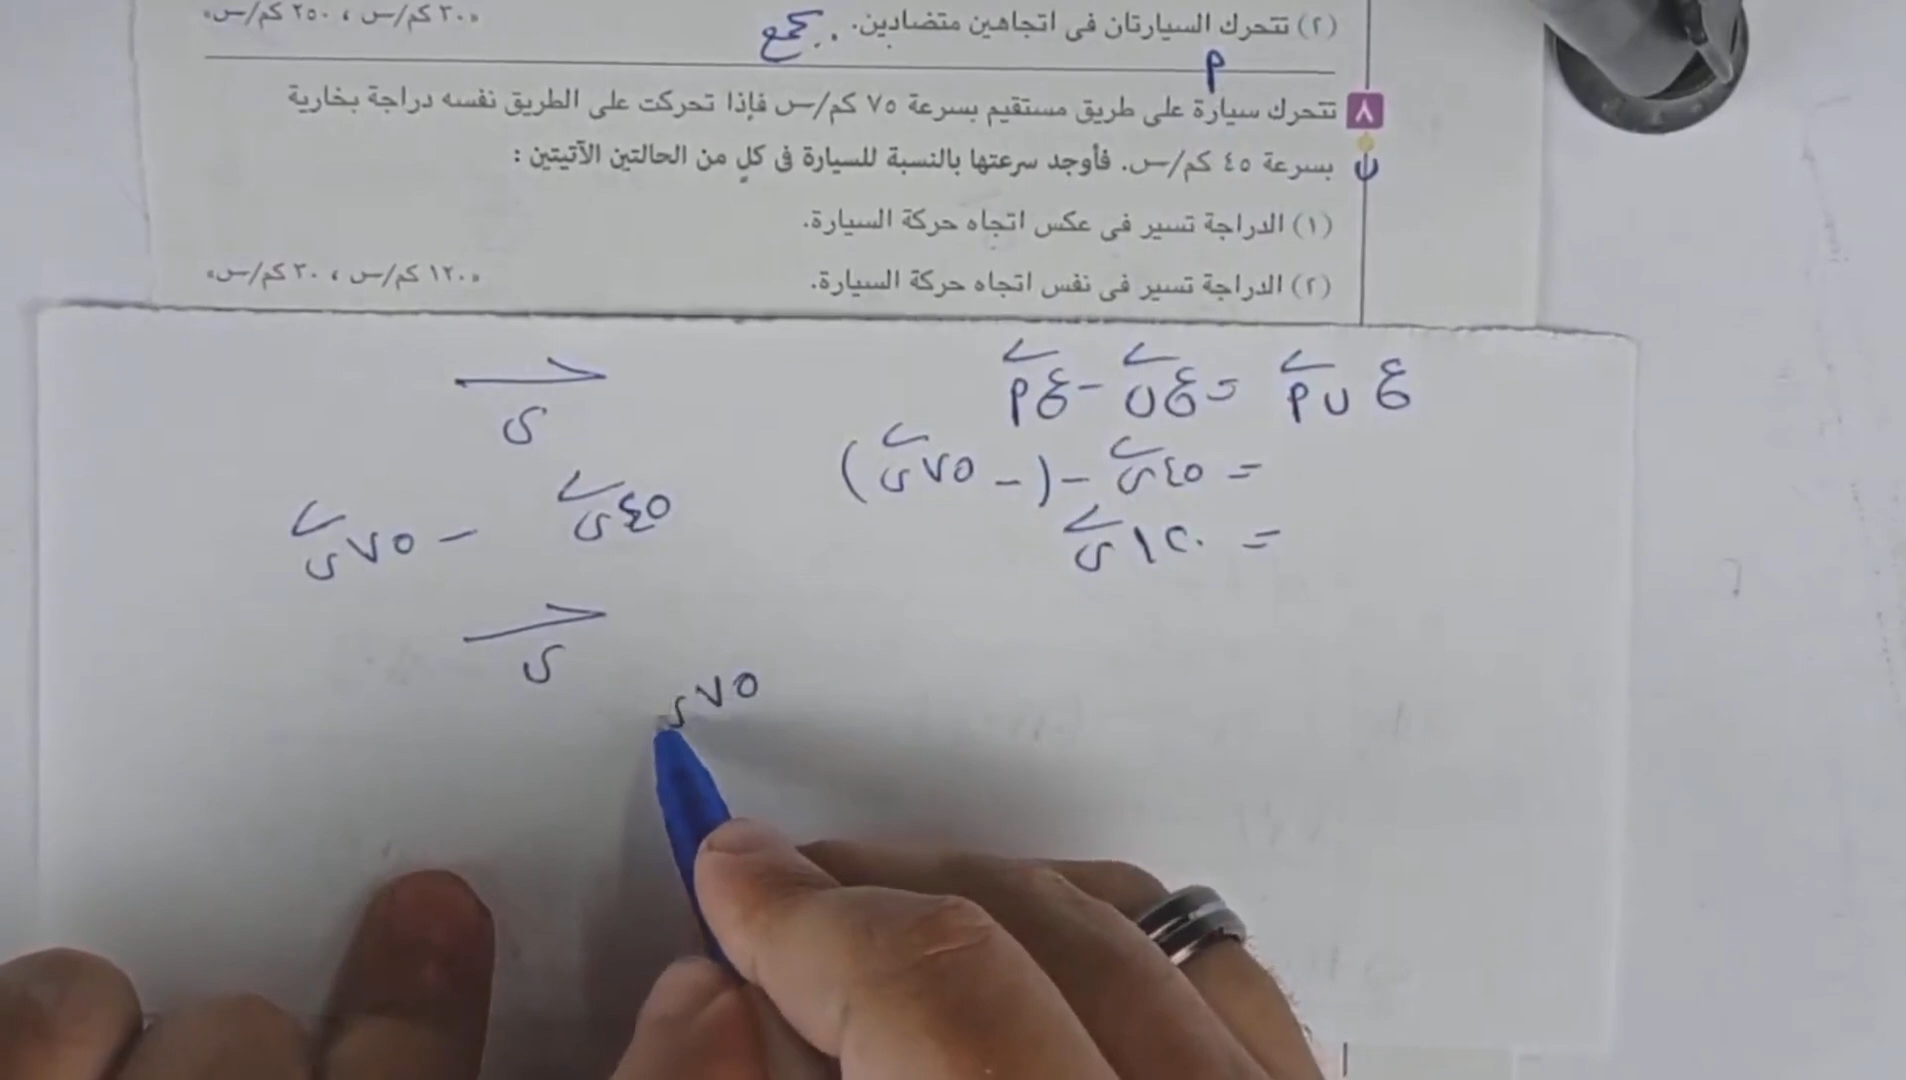 (٢) تتحرك السيارتان فى اتجاهين متضادين. يجمع «٣٠ كم/س ، ٢٥٠ كم/س»
م
٨ تتحرك سيارة على طريق مستقيم بسرعة ٧٥ كم/س فإذا تحركت على الطريق نفسه دراجة بخارية
ب بسرعة ٤٥ كم/س. فأوجد سرعتها بالنسبة للسيارة فى كلٍ من الحالتين الآتيتين :
(١) الدراجة تسير فى عكس اتجاه حركة السيارة.
(٢) الدراجة تسير فى نفس اتجاه حركة السيارة. «١٢٠ كم/س ، ٣٠ كم/س»
ع ب م = ع ب - ع م
= ٤٥ ى - (- ٧٥ ى)
= ١٢٠ ى
ى
٤٥ ى - ٧٥ ى
ى
٧٥ ى